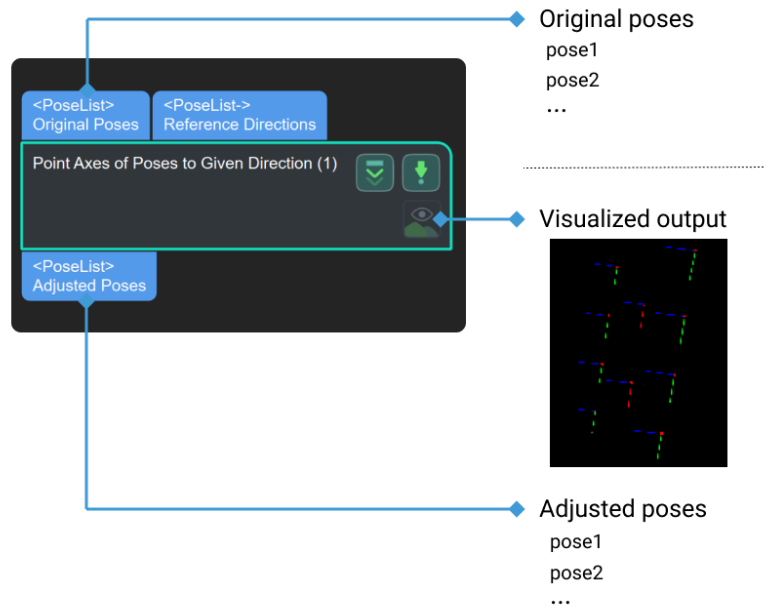 Original poses
pose1
pose2
...
<PoseList>
Original Poses
<PoseList->
Reference Directions
Point Axes of Poses to Given Direction (1)
Visualized output
<PoseList>
Adjusted Poses
Adjusted poses
pose1
pose2
...